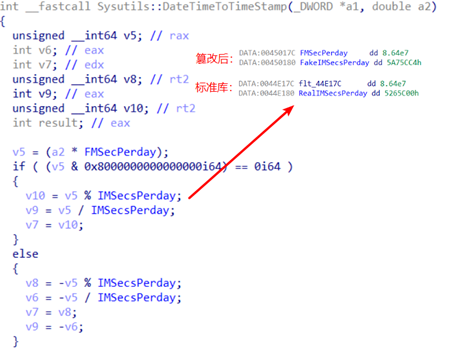 int __fastcall Sysutils::DateTimeToTimeStamp(_DWORD *a1, double a2)
{
unsigned __int64 v5; // rax
int v6; // eax
int v7; // edx
unsigned __int64 v8; // rt2
int v9; // eax
unsigned __int64 v10; // rt2
int result; // eax
篡改后:
DATA:0045017C FMSecPerday dd 8.64e7
DATA:00450180 FakeIMSecsPerday dd 5A75CC4h
标准库:
DATA:0044E17C flt_44E17C dd 8.64e7
DATA:0044E180 RealIMSecsPerday dd 5265C00h
v5 = (a2 * FMSecPerday);
if ( (v5 & 0x8000000000000000i64) == 0i64 )
{
v10 = v5 % IMSecsPerday;
v9 = v5 / IMSecsPerday;
v7 = v10;
}
else
{
v8 = -v5 % IMSecsPerday;
v6 = -v5 / IMSecsPerday;
v7 = v8;
v9 = -v6;
}